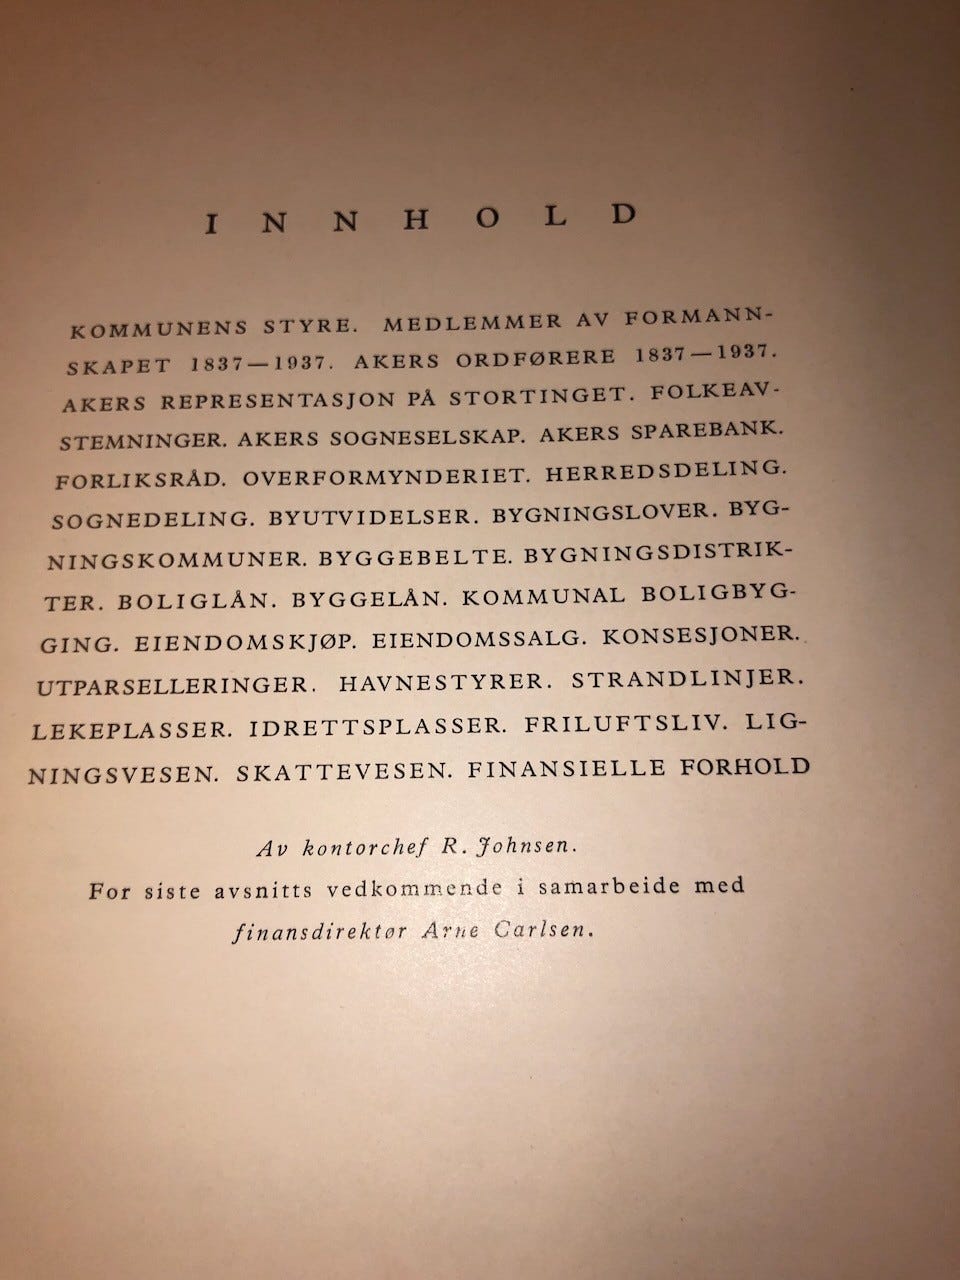 INNHOLD
KOMMUNENS STYRE. MEDLEMMER AV FORMANN-
SKAPET 1837—1937. AKERS ORDFØRERE 1837—1937.
AKERS REPRESENTASJON PÅ STORTINGET. FOLKEAV-
STEMNINGER. AKERS SOGNESELSKAP. AKERS SPAREBANK.
FORLIKSRÅD. OVERFORMYNDERIET. HERREDSDELING.
SOGNEDELING. BYUTVIDELSER. BYGNINGSLOVER. BYG-
NINGSKOMMUNER. BYGGEBELTE. BYGNINGSDISTRIK-
TER. BOLIGLÅN. BYGGELÅN. KOMMUNAL BOLIGBYG-
GING. EIENDOMSKJØP. EIENDOMSSALG. KONSESJONER.
UTPARSELLERINGER. HAVNESTYRER. STRANDLINJER.
LEKEPLASSER. IDRETTSPLASSER. FRILUFTSLIV. LIG-
NINGSVESEN. SKATTEVESEN. FINANSIELLE FORHOLD
Av kontorchef R. Johnsen.
For siste avsnitts vedkommende i samarbeide med
finansdirektør Arne Carlsen.